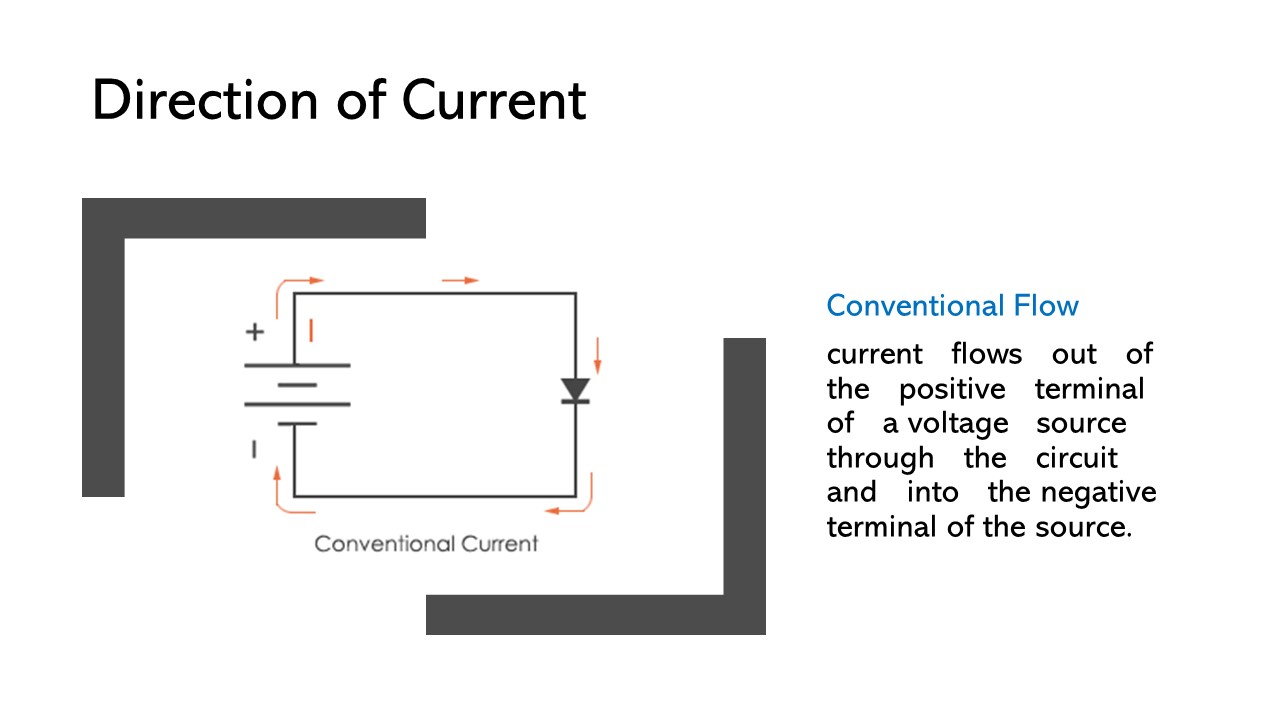 Direction of Current
+
I
Conventional Current
Conventional Flow
current flows out of
the positive terminal
of a voltage source
through the circuit
and into the negative
terminal of the source.